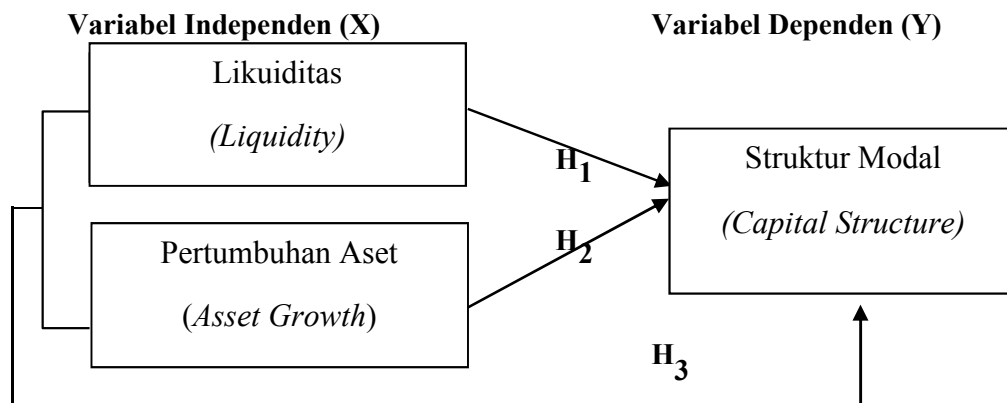 Variabel Independen (X)
Variabel Dependen (Y)
Likuiditas
(Liquidity)
H1
Struktur Modal
(Capital Structure)
H2
Pertumbuhan Aset
(Asset Growth)
H3